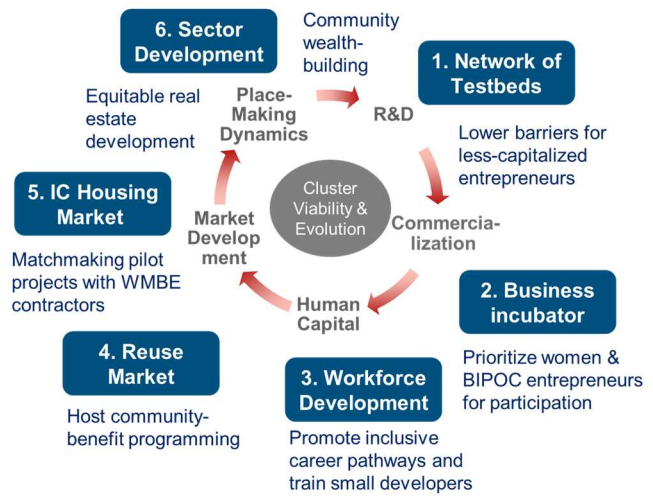 6. Sector
Development
Community
wealth-
building
1. Network of
Testbeds
Equitable real
estate
development
Place-
Making
Dynamics
R&D
Lower barriers for
less-capitalized
entrepreneurs
5. IC Housing
Market
Cluster
Viability &
Evolution
Market
Develop
ment
Commercia-
lization
Matchmaking pilot
projects with WMBE
contractors
Human
Capital
2. Business
incubator
4. Reuse
Market
3. Workforce
Development
Prioritize women &
BIPOC entrepreneurs
for participation
Host community-
benefit programming
Promote inclusive
career pathways and
train small developers